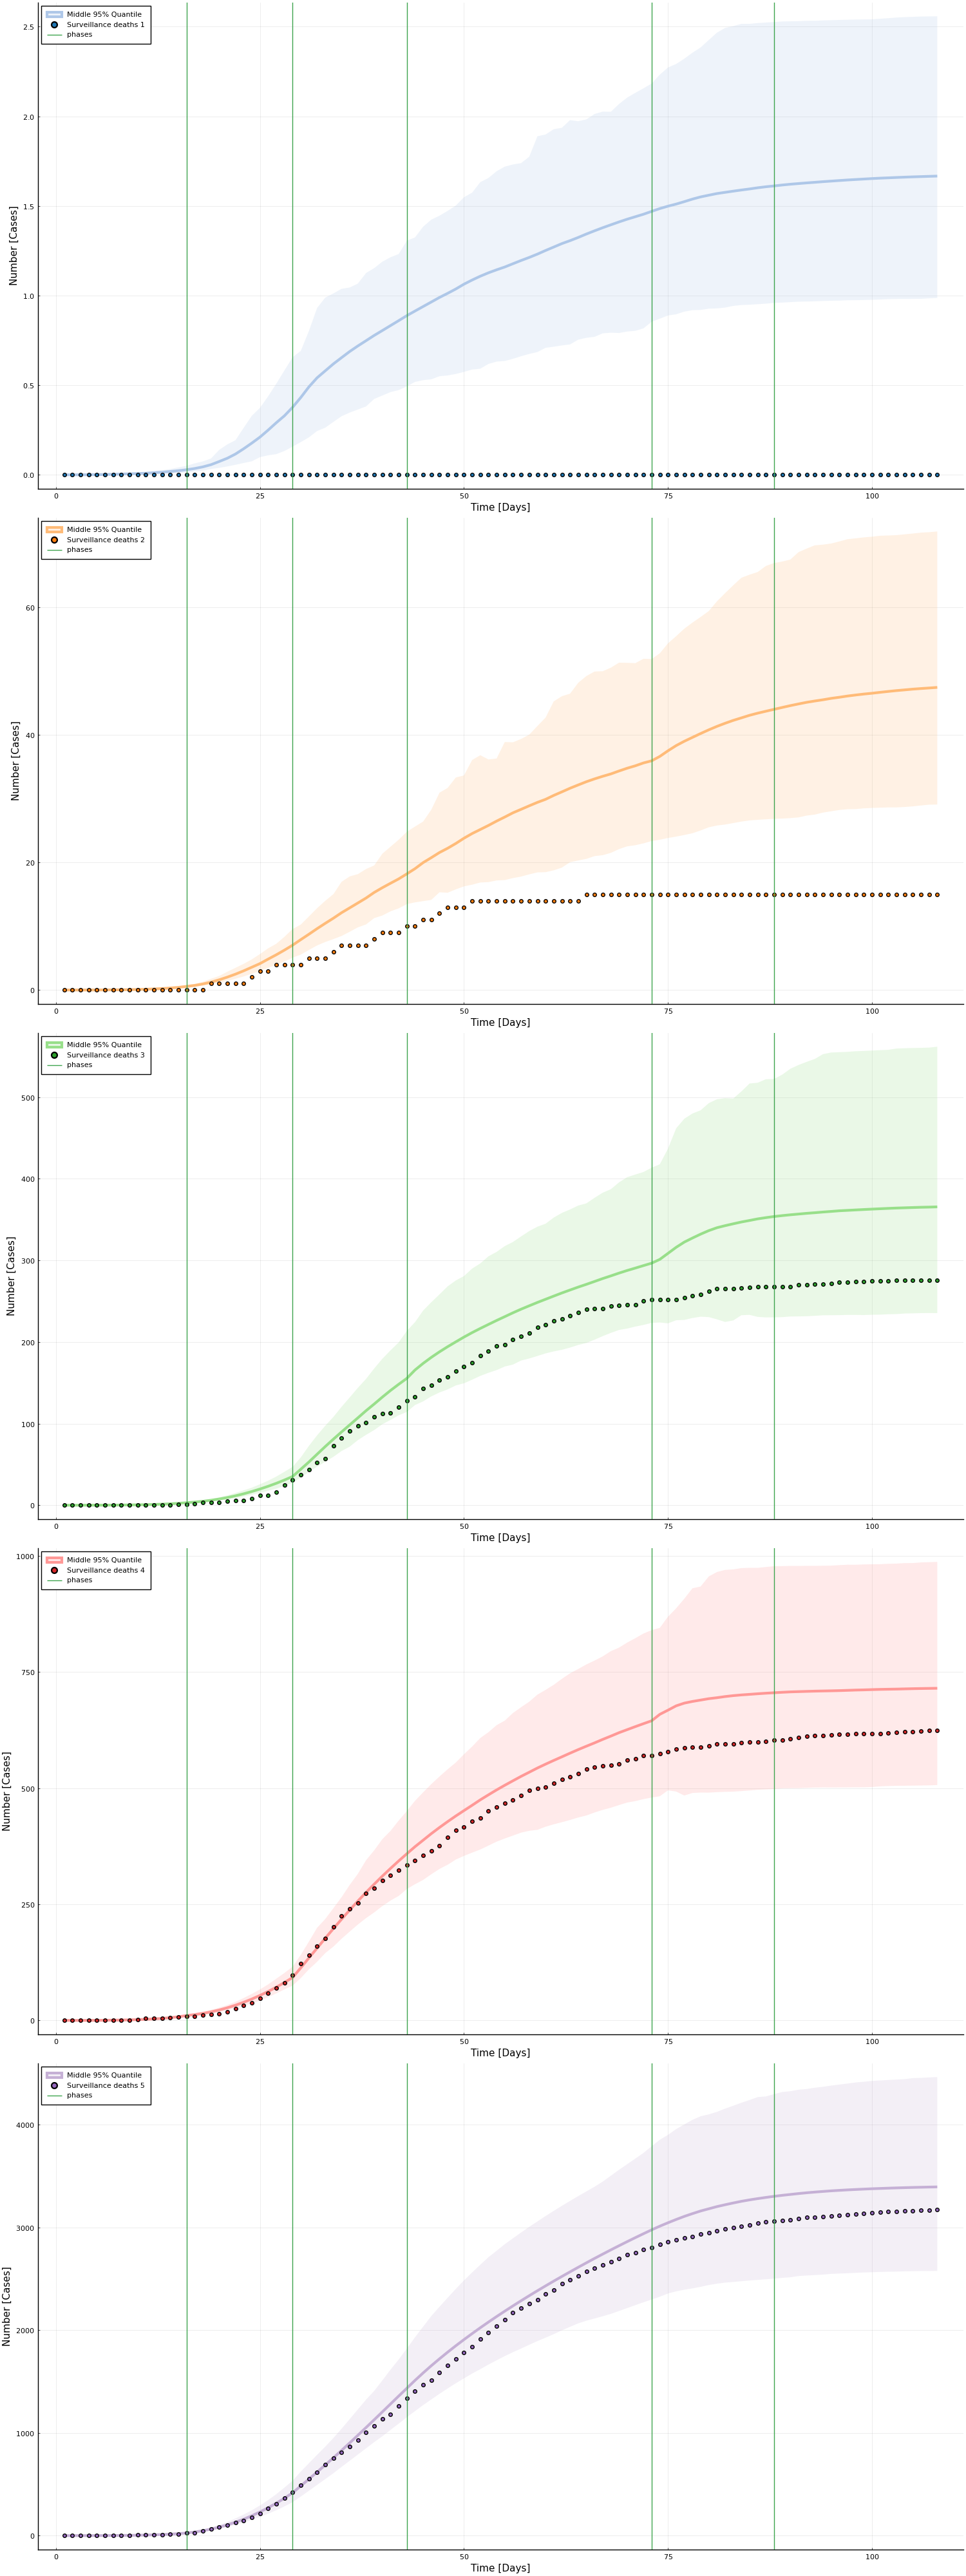 Middle 95% Quantile
Surveillance deaths 1
phases
Number [Cases]
2.5
2.0
1.5
1.0
0.5
0.0
0 25 50 75 100
Time [Days]
Middle 95% Quantile
Surveillance deaths 2
phases
Number [Cases]
60
40
20
0
0 25 50 75 100
Time [Days]
Middle 95% Quantile
Surveillance deaths 3
phases
Number [Cases]
500
400
300
200
100
0
0 25 50 75 100
Time [Days]
Middle 95% Quantile
Surveillance deaths 4
phases
Number [Cases]
1000
750
500
250
0
0 25 50 75 100
Time [Days]
Middle 95% Quantile
Surveillance deaths 5
phases
Number [Cases]
4000
3000
2000
1000
0
0 25 50 75 100
Time [Days]